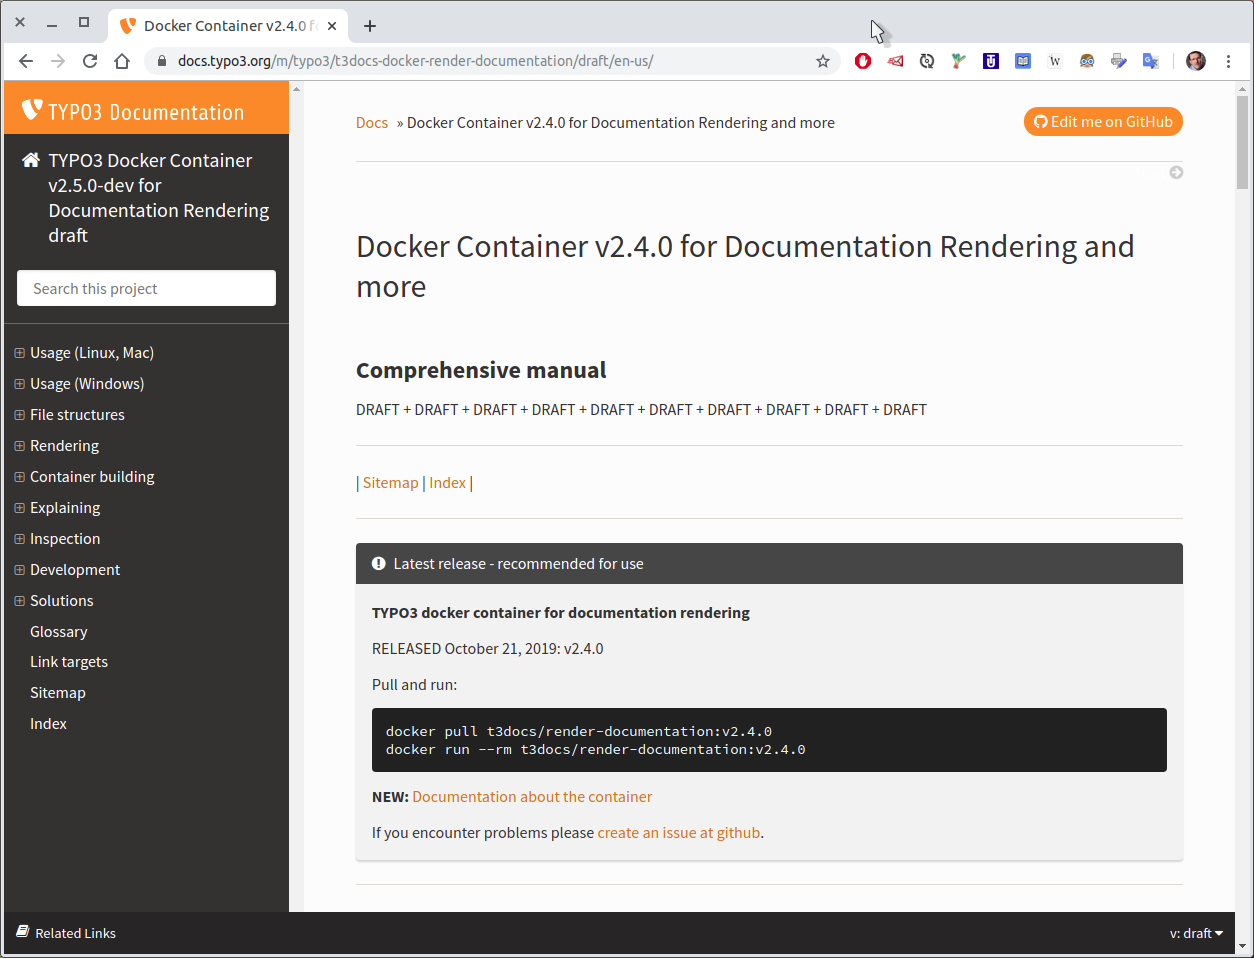 Docker Container v2.4.0 f
docs.typo3.org/m/typo3/t3docs-docker-render-documentation/draft/en-us/
W
TYPO3 Documentation
TYPO3 Docker Container
v2.5.0-dev for
Documentation Rendering
draft
Search this project
Usage (Linux, Mac)
Usage (Windows)
File structures
Rendering
Container building
Explaining
Inspection
Development
Solutions
Glossary
Link targets
Sitemap
Index
Docs » Docker Container v2.4.0 for Documentation Rendering and more
Edit me on GitHub
Docker Container v2.4.0 for Documentation Rendering and
more
Comprehensive manual
DRAFT + DRAFT + DRAFT + DRAFT + DRAFT + DRAFT + DRAFT + DRAFT + DRAFT + DRAFT
| Sitemap | Index |
Latest release - recommended for use
TYPO3 docker container for documentation rendering
RELEASED October 21, 2019: v2.4.0
Pull and run:
docker pull t3docs/render-documentation:v2.4.0
docker run --rm t3docs/render-documentation:v2.4.0
NEW: Documentation about the container
If you encounter problems please create an issue at github.
Related Links
v: draft